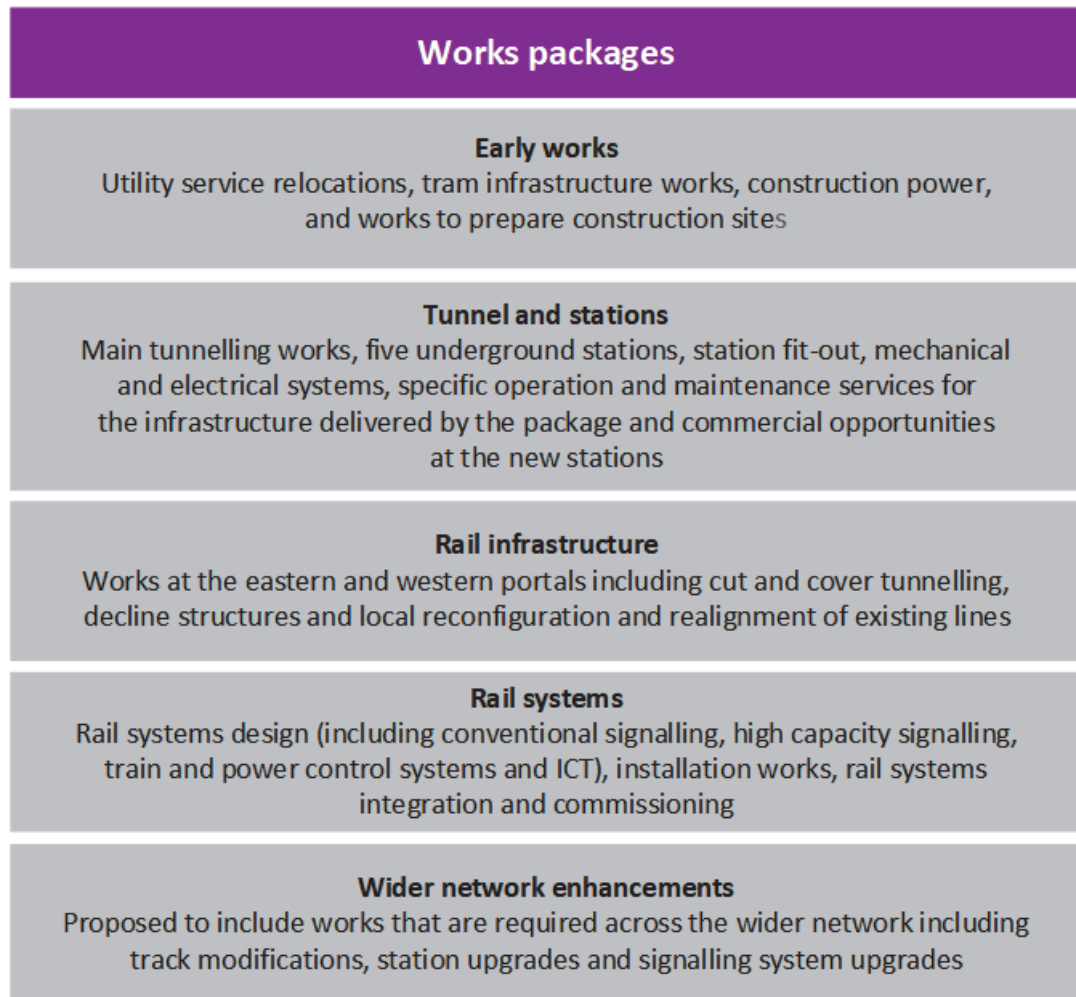 Works packages
Early works
Utility service relocations, tram infrastructure works, construction power,
and works to prepare construction sites
Tunnel and stations
Main tunnelling works, five underground stations, station fit-out, mechanical
and electrical systems, specific operation and maintenance services for
the infrastructure delivered by the package and commercial opportunities
at the new stations
Rail infrastructure
Works at the eastern and western portals including cut and cover tunnelling,
decline structures and local reconfiguration and realignment of existing lines
Rail systems
Rail systems design (including conventional signalling, high capacity signalling,
train and power control systems and ICT), installation works, rail systems
integration and commissioning
Wider network enhancements
Proposed to include works that are required across the wider network including
track modifications, station upgrades and signalling system upgrades